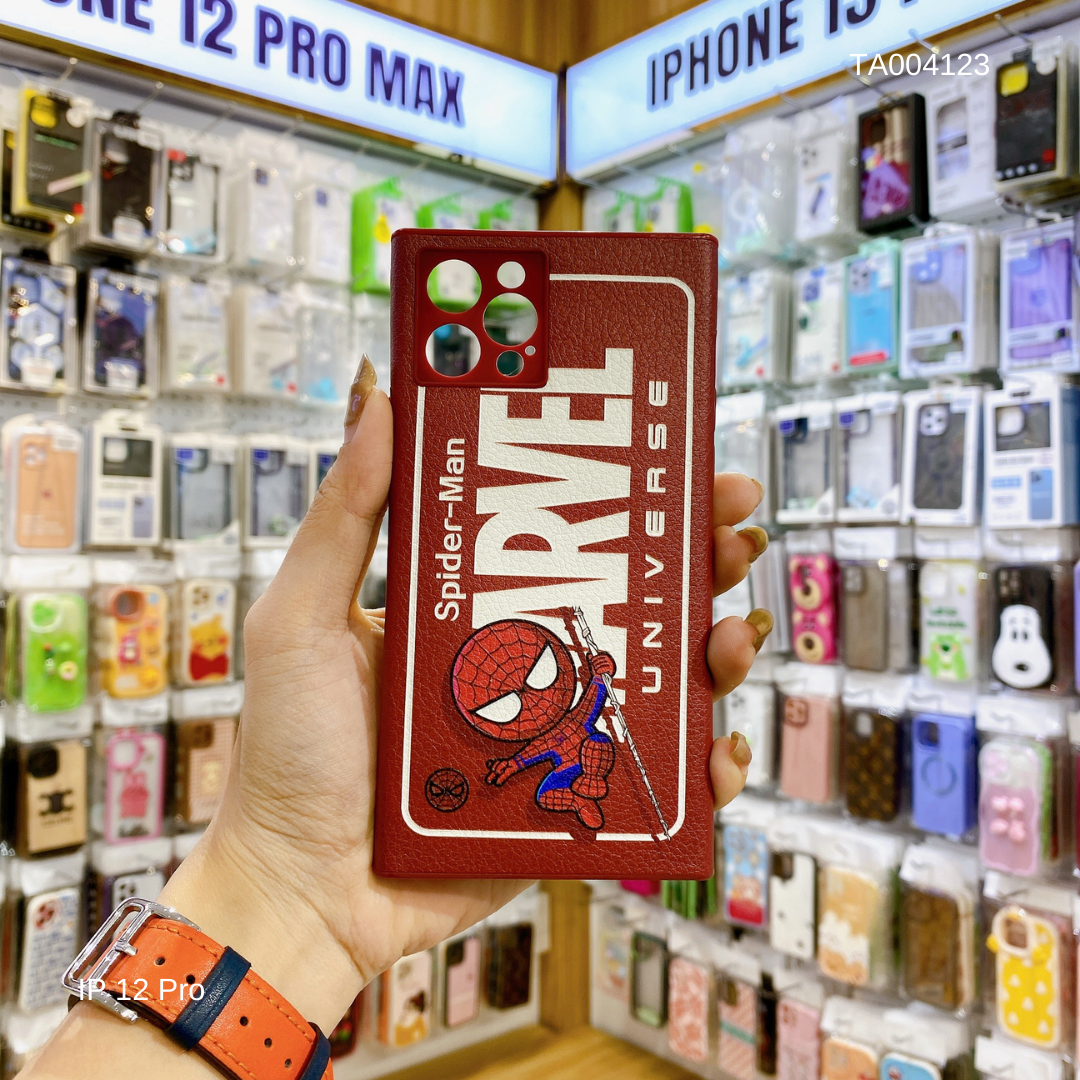 NE 12 PRO MAX
IPHONE 13
TA004123
Spider-Man
MARVEL
UNIVERSE
IP 12 Pro